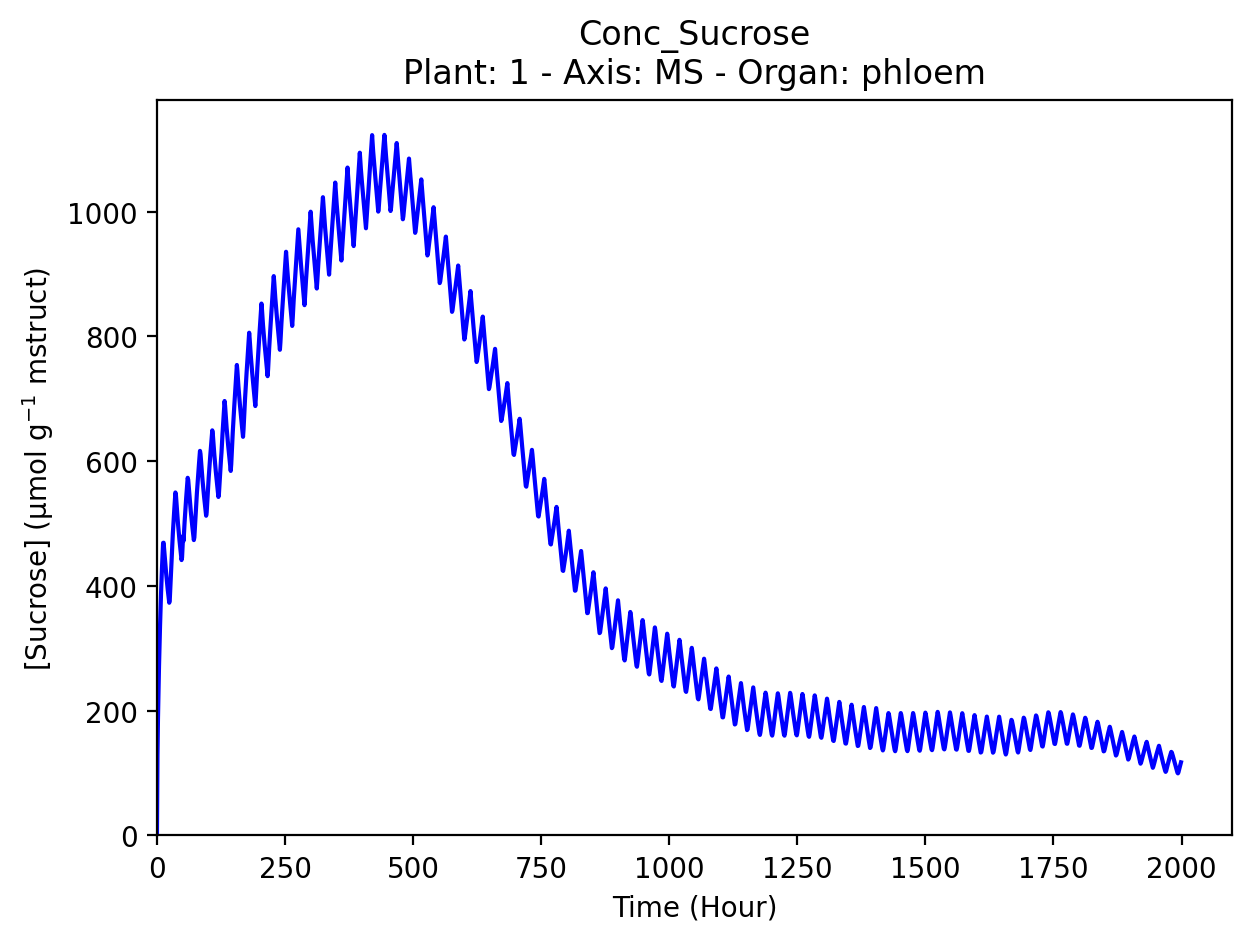 Conc_Sucrose
Plant: 1 - Axis: MS - Organ: phloem
[Sucrose] (µmol g⁻¹ mstruct)
1000
800
600
400
200
0
0 250 500 750 1000 1250 1500 1750 2000
Time (Hour)